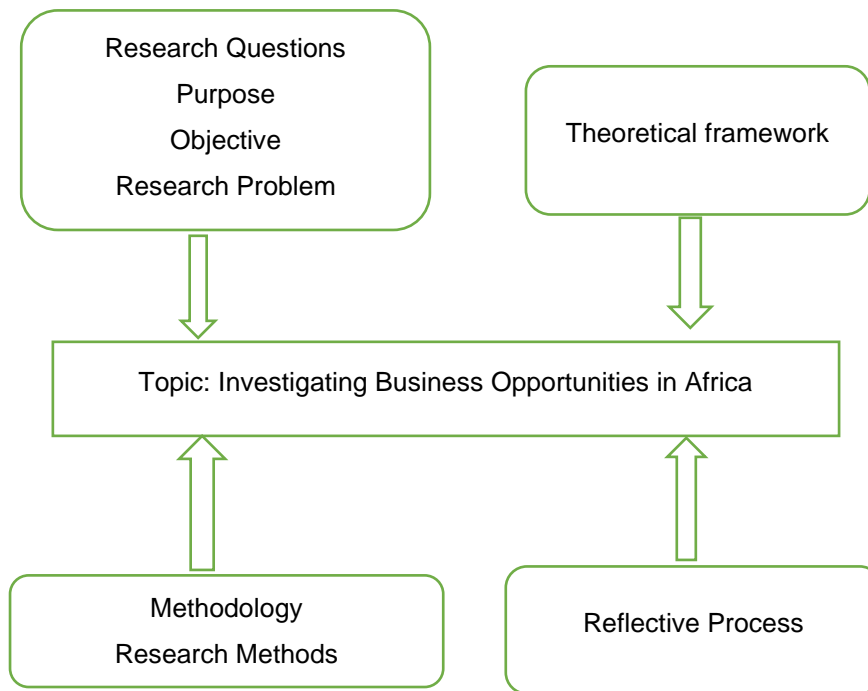 Research Questions
Purpose
Objective
Research Problem
Theoretical framework
Topic: Investigating Business Opportunities in Africa
Methodology
Research Methods
Reflective Process